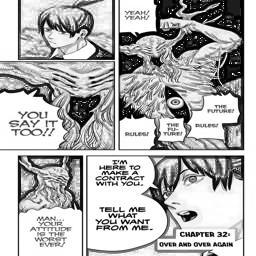 YEAH!
YEAH!
THE
FUTURE!
RULES!
THE
FU-
TURE!
RULES!
YOU
SAY IT
TOO!!
I'M
HERE TO
MAKE A
CONTRACT
WITH YOU.
TELL ME
WHAT
YOU WANT
FROM ME.
MAN...
YOUR
ATTITUDE
IS THE
WORST
EVER!
CHAPTER 32:
OVER AND OVER AGAIN